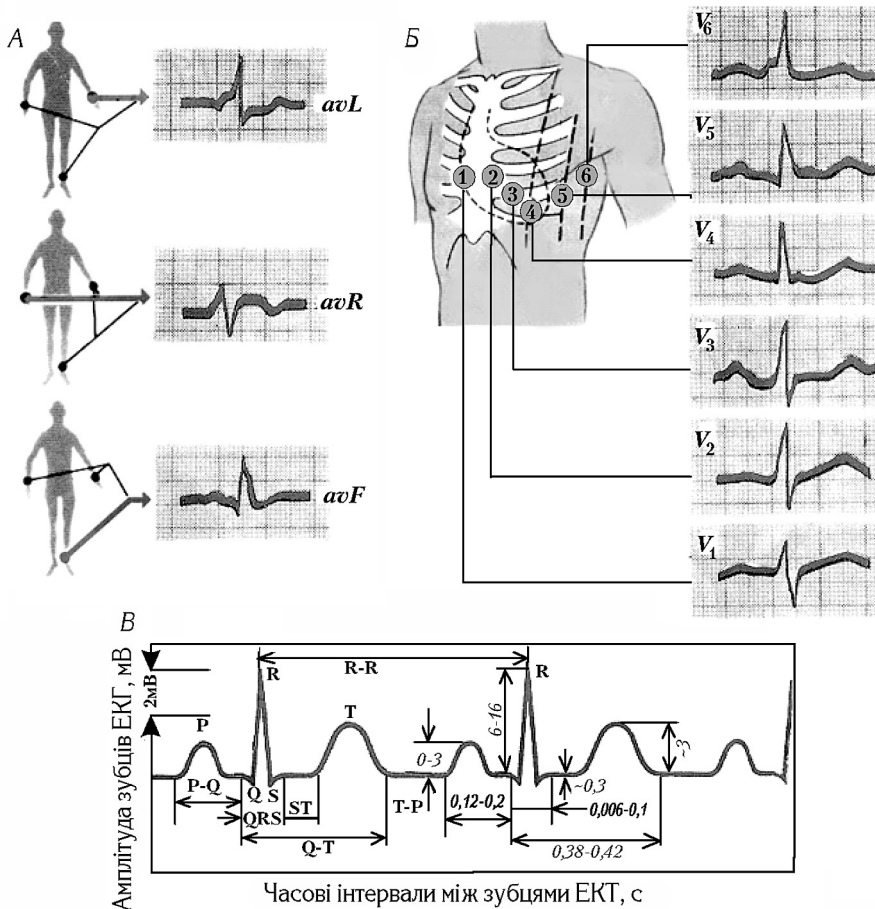 А
avL
avR
avF
Б
1
2
3
4
5
6
V6
V5
V4
V3
V2
V1
В
Амплітуда зубців ЕКГ, мВ
2мВ
R
R-R
R
P
T
6-16
0-3
~3
~0,3
P-Q
Q S
ST
T-P
0,12-0,2
0,006-0,1
QRS
Q-T
0,38-0,42
Часові інтервали між зубцями ЕКТ, с